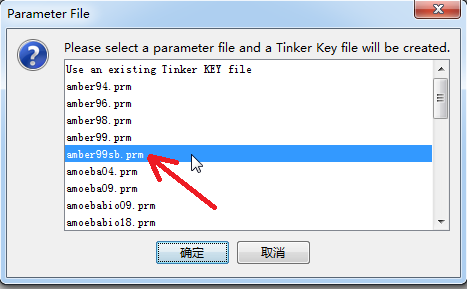 Parameter File
Please select a parameter file and a Tinker Key file will be created.
Use an existing Tinker KEY file
amber94.prm
amber96.prm
amber98.prm
amber99.prm
amber99sb.prm
amoeba04.prm
amoeba09.prm
amoebabio09.prm
amoebabio18.prm
确定
取消